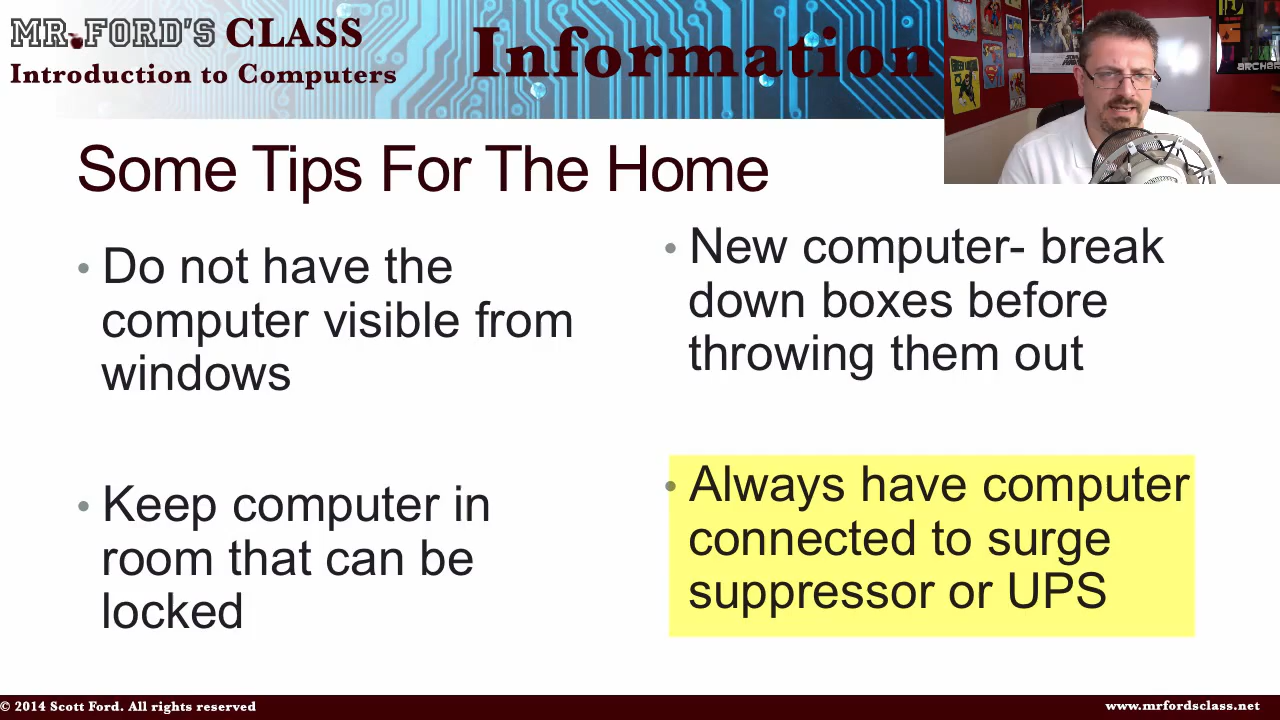 MR. FORD'S CLASS
Introduction to Computers
Information
ARCHER
Some Tips For The Home
• Do not have the
computer visible from
windows
• Keep computer in
room that can be
locked
• New computer- break
down boxes before
throwing them out
• Always have computer
connected to surge
suppressor or UPS
© 2014 Scott Ford. All rights reserved
www.mrfordsclass.net